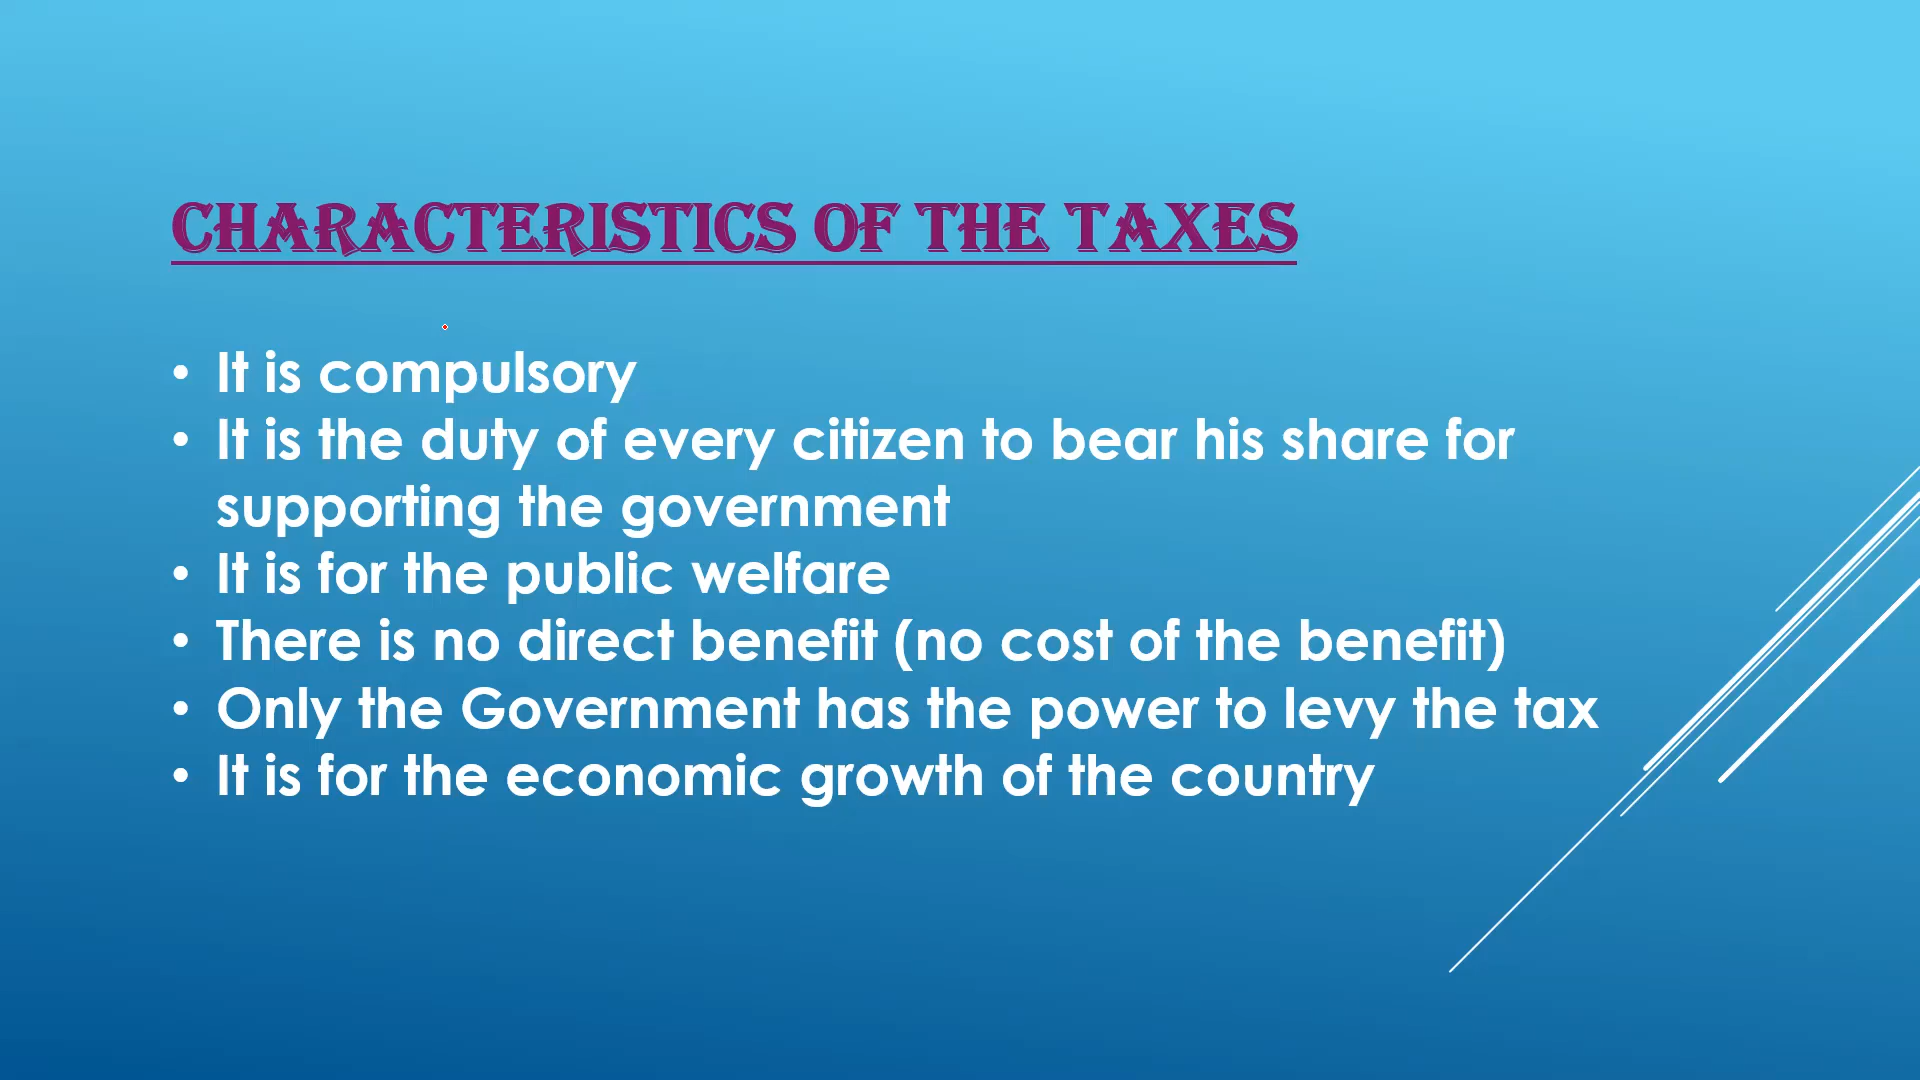 CHARACTERISTICS OF THE TAXES
• It is compulsory
• It is the duty of every citizen to bear his share for
supporting the government
• It is for the public welfare
• There is no direct benefit (no cost of the benefit)
• Only the Government has the power to levy the tax
• It is for the economic growth of the country